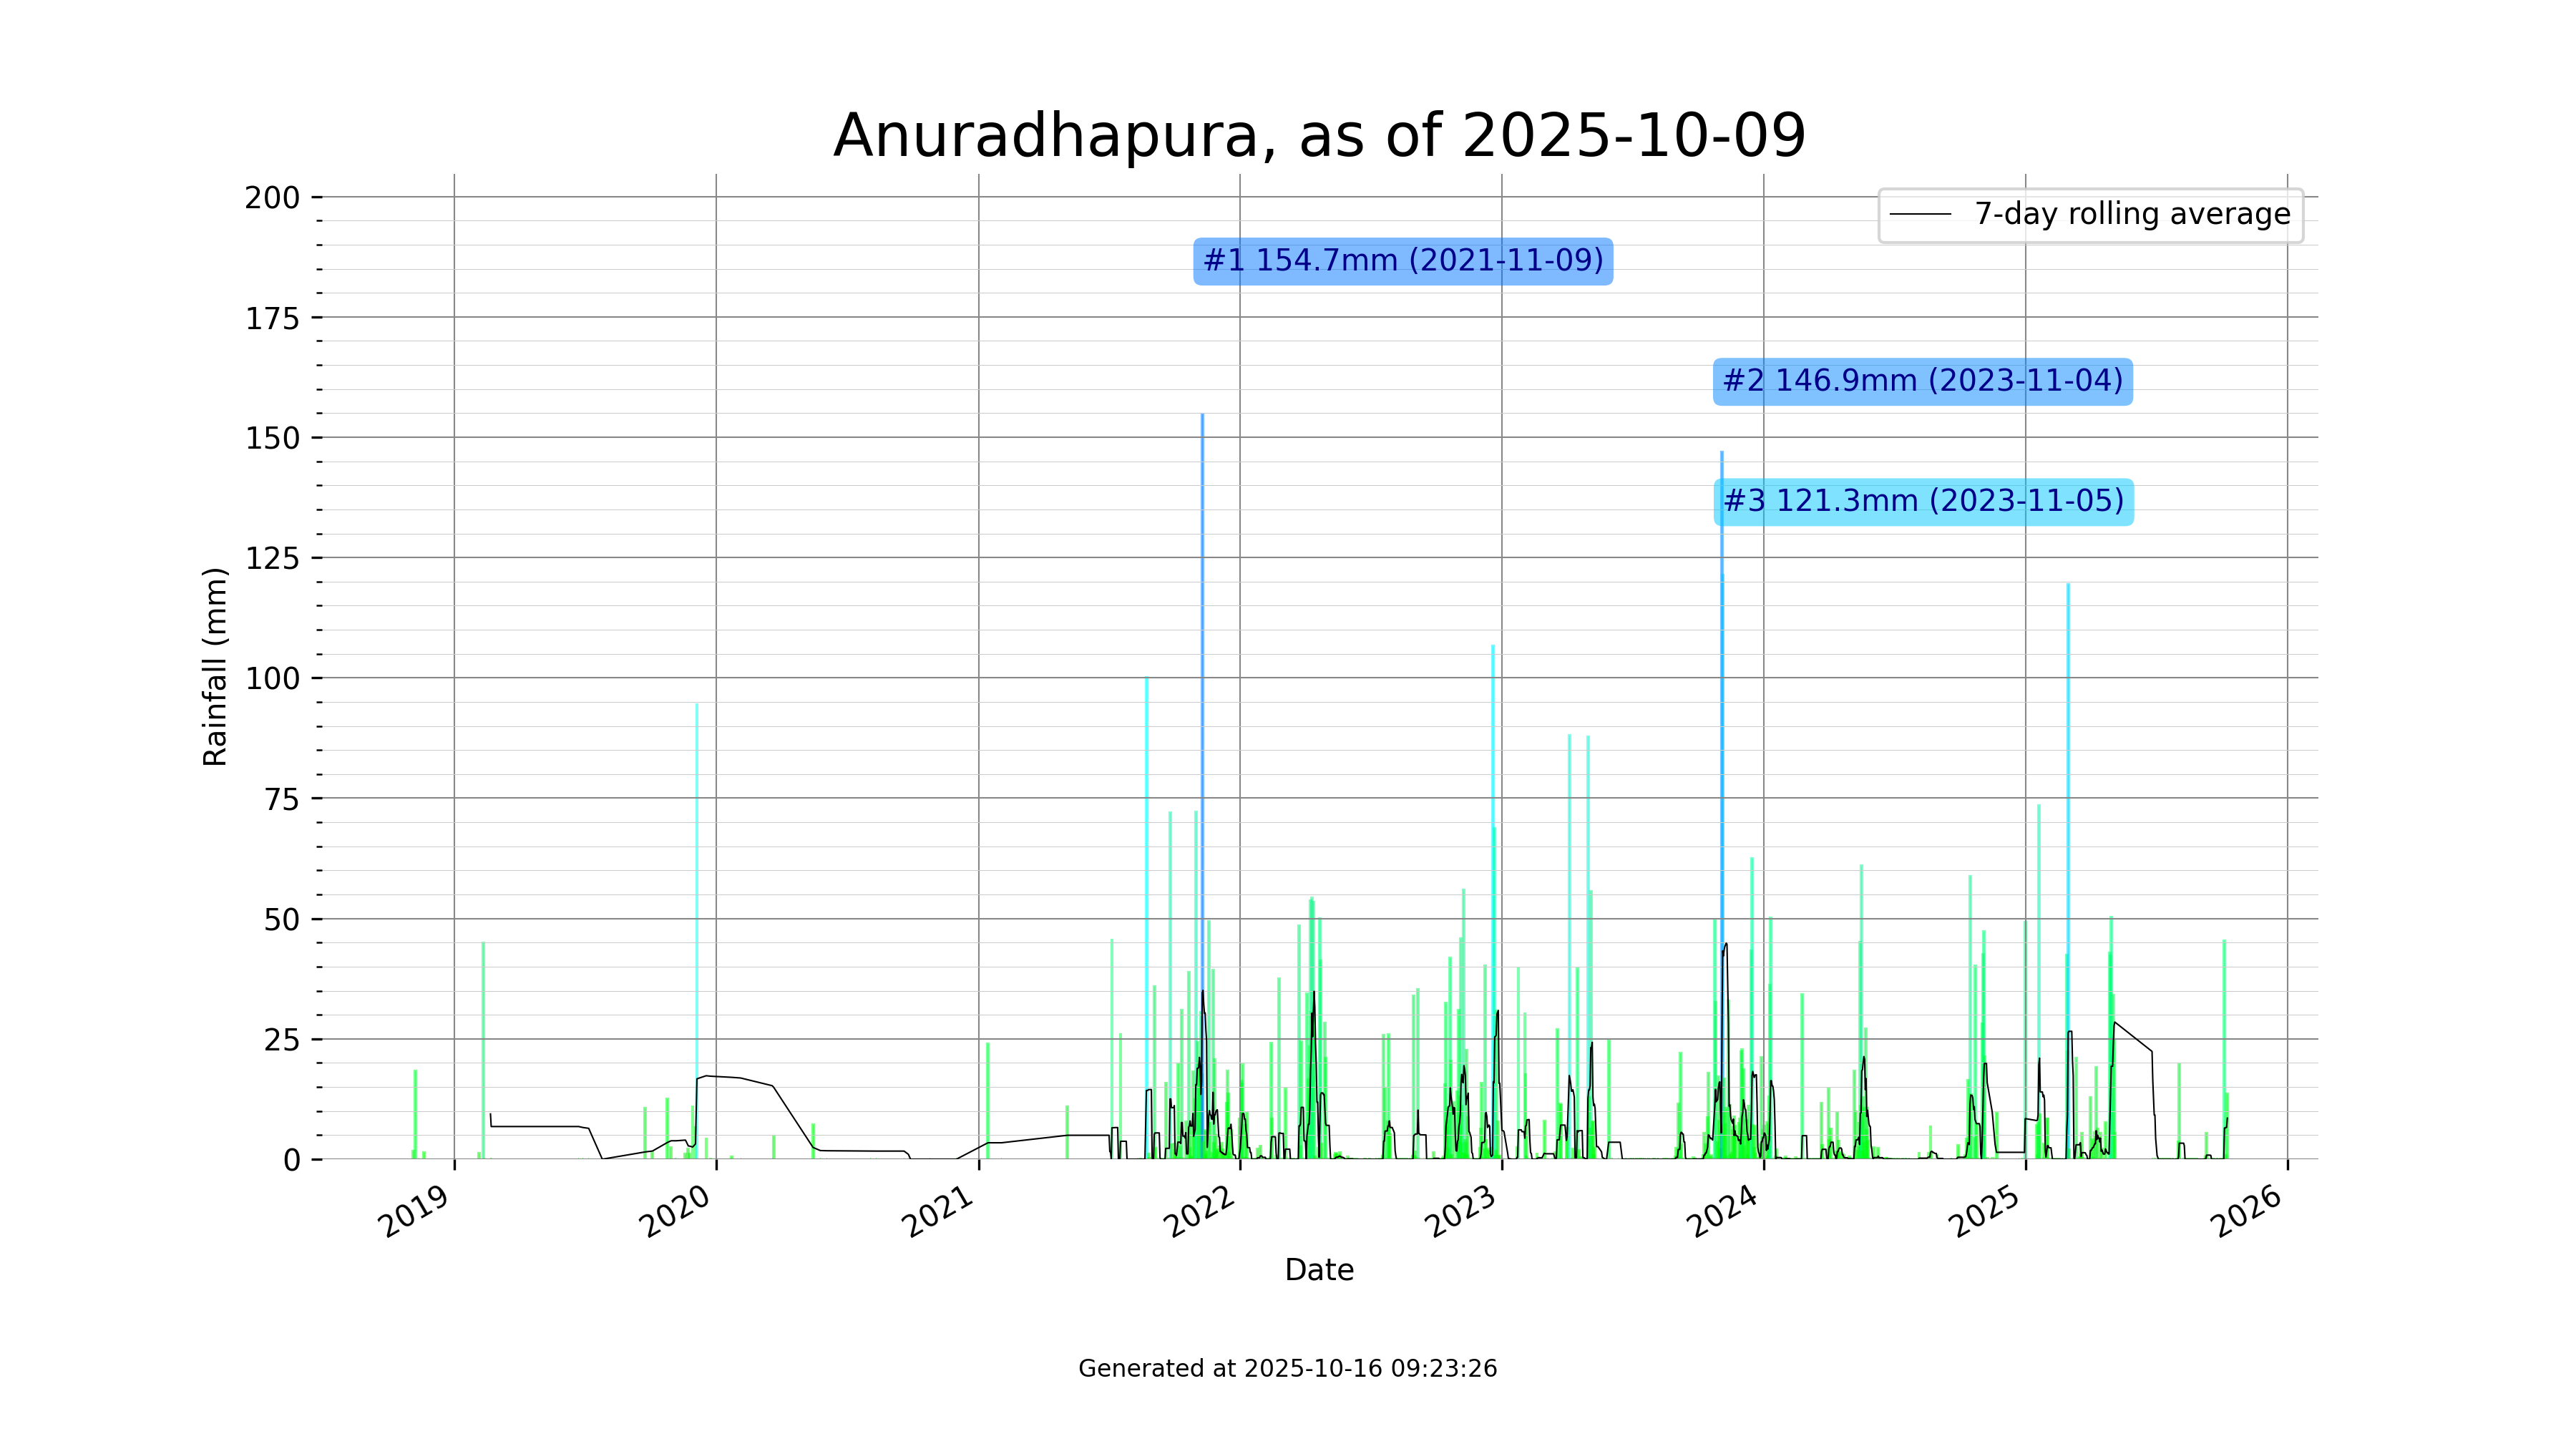 Anuradhapura, as of 2025-10-09
200
175
150
125
100
75
50
25
0
Rainfall (mm)
7-day rolling average
#1 154.7mm (2021-11-09)
#2 146.9mm (2023-11-04)
#3 121.3mm (2023-11-05)
2019
2020
2021
2022
2023
2024
2025
2026
Date
Generated at 2025-10-16 09:23:26